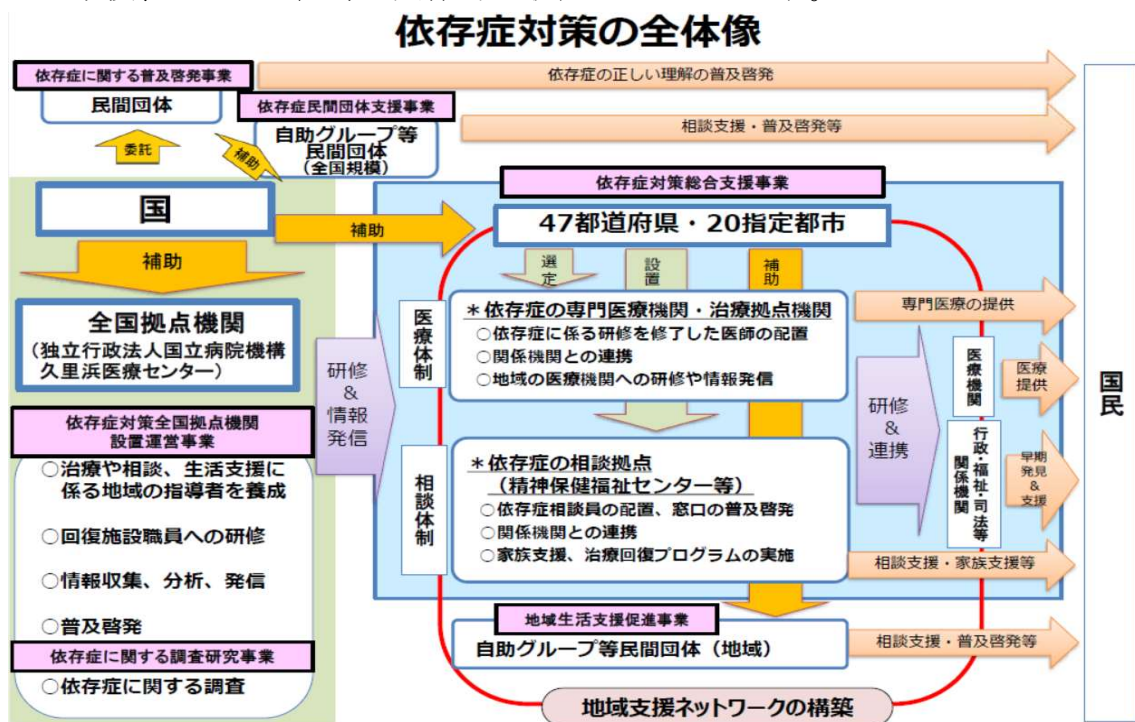 依存症対策の全体像
依存症に関する普及啓発事業
民間団体
依存症の正しい理解の普及啓発
依存症民間団体支援事業
自助グループ等
民間団体
（全国規模）
相談支援・普及啓発等
委託
補助
国
補助
依存症対策総合支援事業
47都道府県・20指定都市
補助
選定
設置
補助
全国拠点機関
（独立行政法人国立病院機構
久里浜医療センター）
研修
&
情報
発信
医療体制
＊依存症の専門医療機関・治療拠点機関
○依存症に係る研修を修了した医師の配置
○関係機関との連携
○地域の医療機関への研修や情報発信
専門医療の提供
研修
&
連携
医療機関
医療
提供
国民
依存症対策全国拠点機関
設置運営事業
○治療や相談、生活支援に
係る地域の指導者を養成
○回復施設職員への研修
○情報収集、分析、発信
○普及啓発
相談体制
＊依存症の相談拠点
（精神保健福祉センター等）
○依存症相談員の配置、窓口の普及啓発
○関係機関との連携
○家族支援、治療回復プログラムの実施
行政・福祉・司法等
関係機関
早期
発見
&
支援
相談支援・家族支援等
依存症に関する調査研究事業
○依存症に関する調査
地域生活支援促進事業
自助グループ等民間団体（地域）
相談支援・普及啓発等
地域支援ネットワークの構築